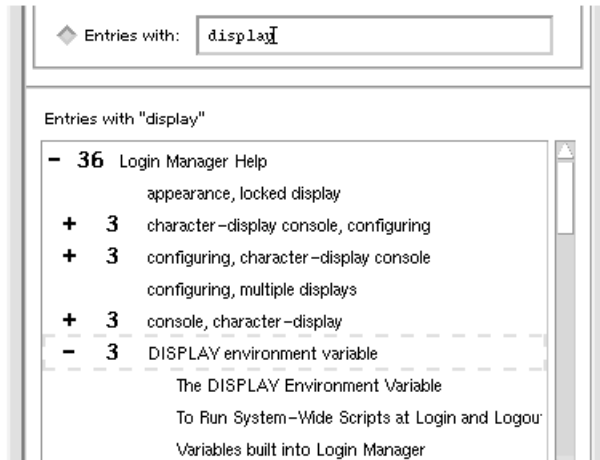 Entries with: display
Entries with "display"
- 36 Login Manager Help
appearance, locked display
+ 3 character-display console, configuring
+ 3 configuring, character-display console
configuring, multiple displays
+ 3 console, character-display
- 3 DISPLAY environment variable
The DISPLAY Environment Variable
To Run System-Wide Scripts at Login and Logou
Variables built into Login Manager